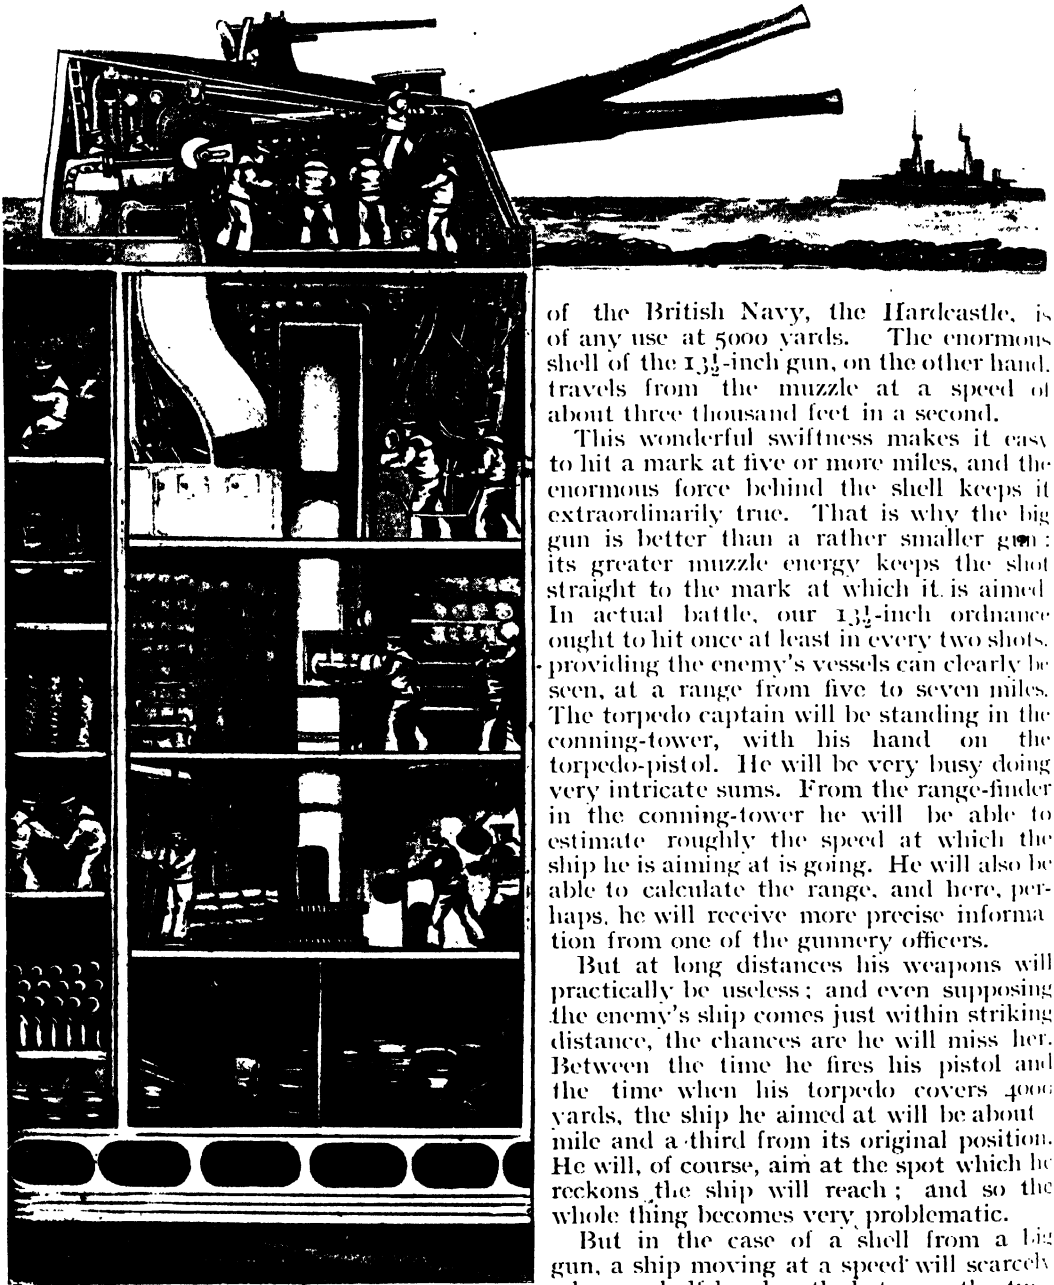 of the British Navy, the Hardcastle, is
of any use at 5000 yards. The enormous
shell of the 13½-inch gun, on the other hand,
travels from the muzzle at a speed of
about three thousand feet in a second.
This wonderful swiftness makes it easy
to hit a mark at five or more miles, and the
enormous force behind the shell keeps it
extraordinarily true. That is why the big
gun is better than a rather smaller gun:
its greater muzzle energy keeps the shot
straight to the mark at which it is aimed
In actual battle, our 13½-inch ordnance
ought to hit once at least in every two shots,
providing the enemy's vessels can clearly be
seen, at a range from five to seven miles.
The torpedo captain will be standing in the
conning-tower, with his hand on the
torpedo-pistol. He will be very busy doing
very intricate sums. From the range-finder
in the conning-tower he will be able to
estimate roughly the speed at which the
ship he is aiming at is going. He will also be
able to calculate the range, and here, per-
haps, he will receive more precise informa
tion from one of the gunnery officers.
But at long distances his weapons will
practically be useless; and even supposing
the enemy's ship comes just within striking
distance, the chances are he will miss her.
Between the time he fires his pistol and
the time when his torpedo covers 4000
yards, the ship he aimed at will be about
mile and a third from its original position.
He will, of course, aim at the spot which he
reckons the ship will reach; and so the
whole thing becomes very problematic.
But in the case of a shell from a big
gun, a ship moving at a speed will scarcely